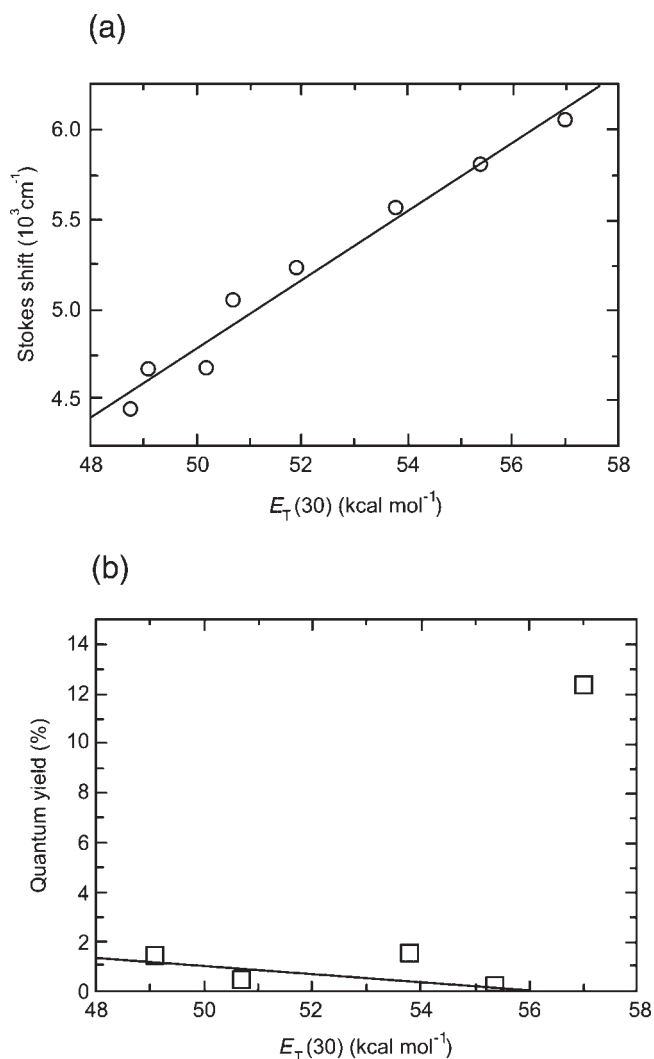 (a)
Stokes shift (10³cm⁻¹)
6.0
5.5
5.0
4.5
48 50 52 54 56 58
E_T(30) (kcal mol⁻¹)
(b)
Quantum yield (%)
14
12
10
8
6
4
2
0
48 50 52 54 56 58
E_T(30) (kcal mol⁻¹)